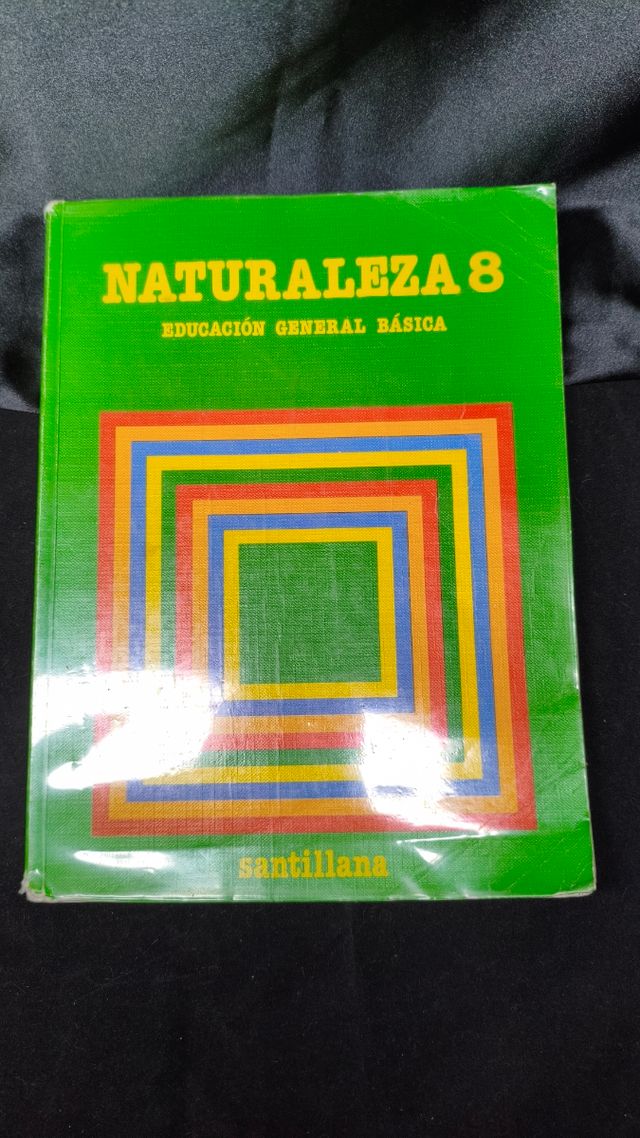 NATURALEZA 8
EDUCACIÓN GENERAL BÁSICA
santillana